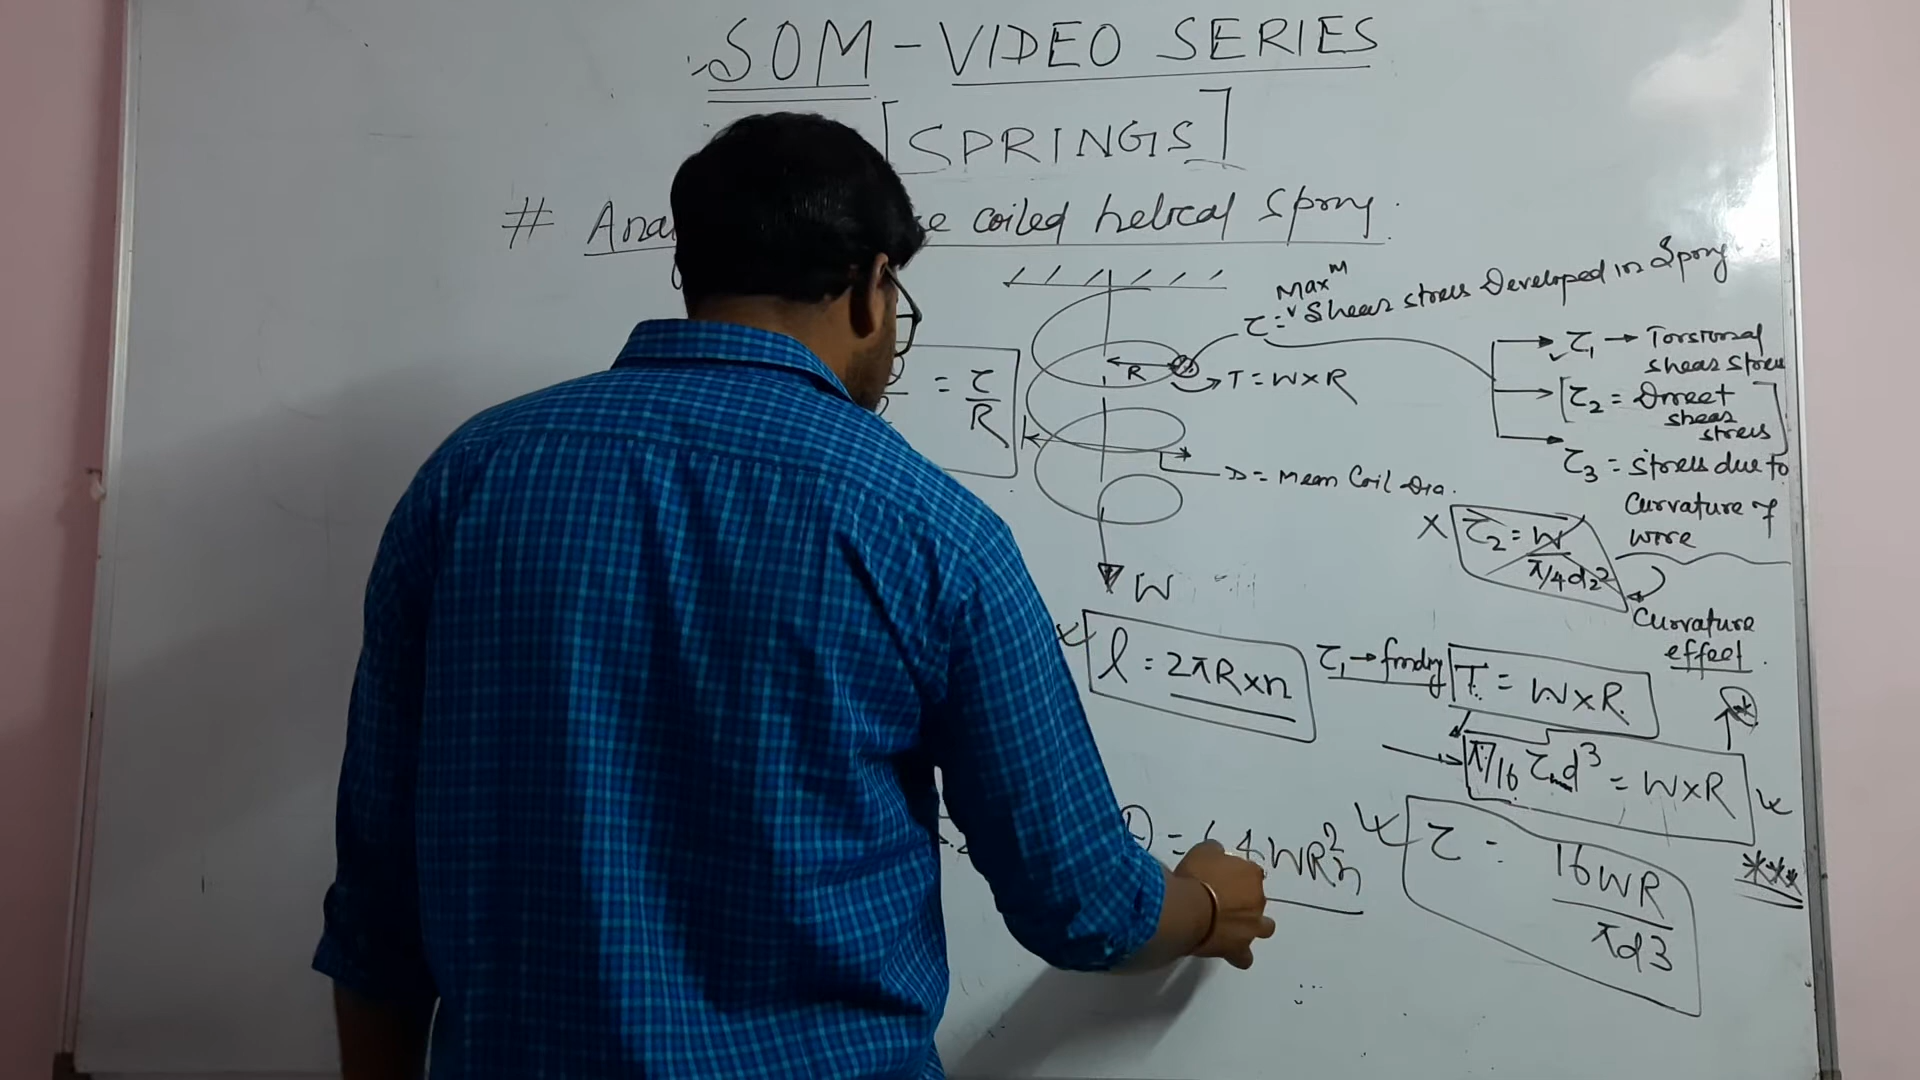 SOM - VIDEO SERIES
[SPRINGS]
# Ana e coiled helical Spring.
τ = Max^m Shear stress Developed in Spring
R
T = W×R
= τ/R
D = Mean Coil Dia.
W
τ₁ → Torsional shear stress
[τ₂ = Direct shear stress]
τ₃ = stress due to
Curvature of
wire
X τ₂ = W / π/4 d²
Curvature
effect.
l = 2πR×n
τ₁ → finding T = W×R.
π/16 τ d³ = W×R
= 64WR²n
τ = 16WR / πd3
***